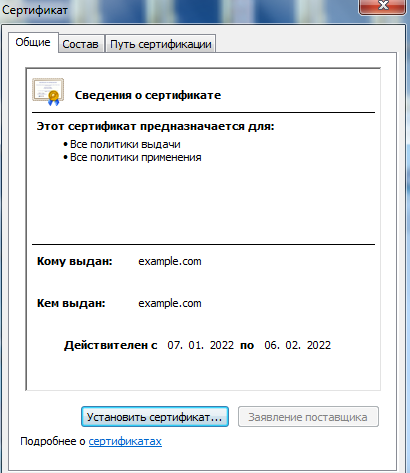 Сертификат
Общие Состав Путь сертификации
Сведения о сертификате
Этот сертификат предназначается для:
• Все политики выдачи
• Все политики применения
Кому выдан: example.com
Кем выдан: example.com
Действителен с 07. 01. 2022 по 06. 02. 2022
Установить сертификат... Заявление поставщика
Подробнее о сертификатах